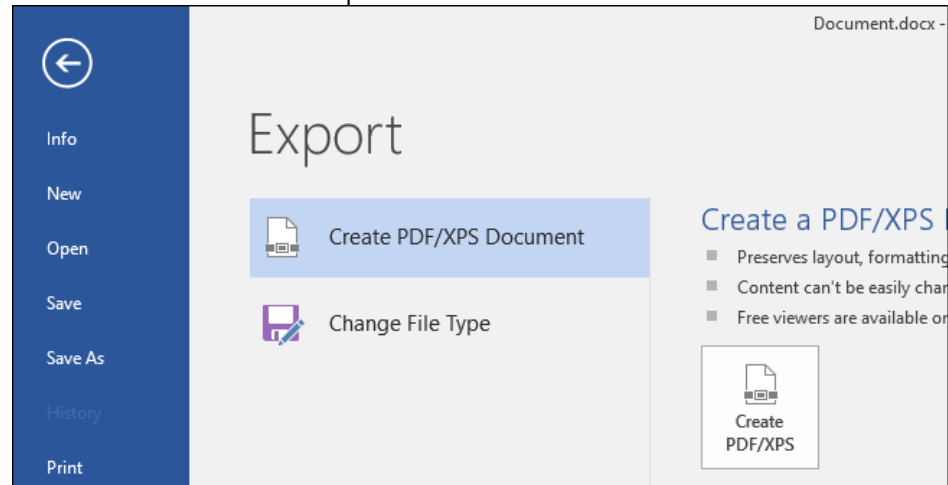 Document.docx -
Info
New
Open
Save
Save As
History
Print
Export
Create PDF/XPS Document
Change File Type
Create a PDF/XPS
Preserves layout, formatting
Content can't be easily
Free viewers are available
Create
PDF/XPS